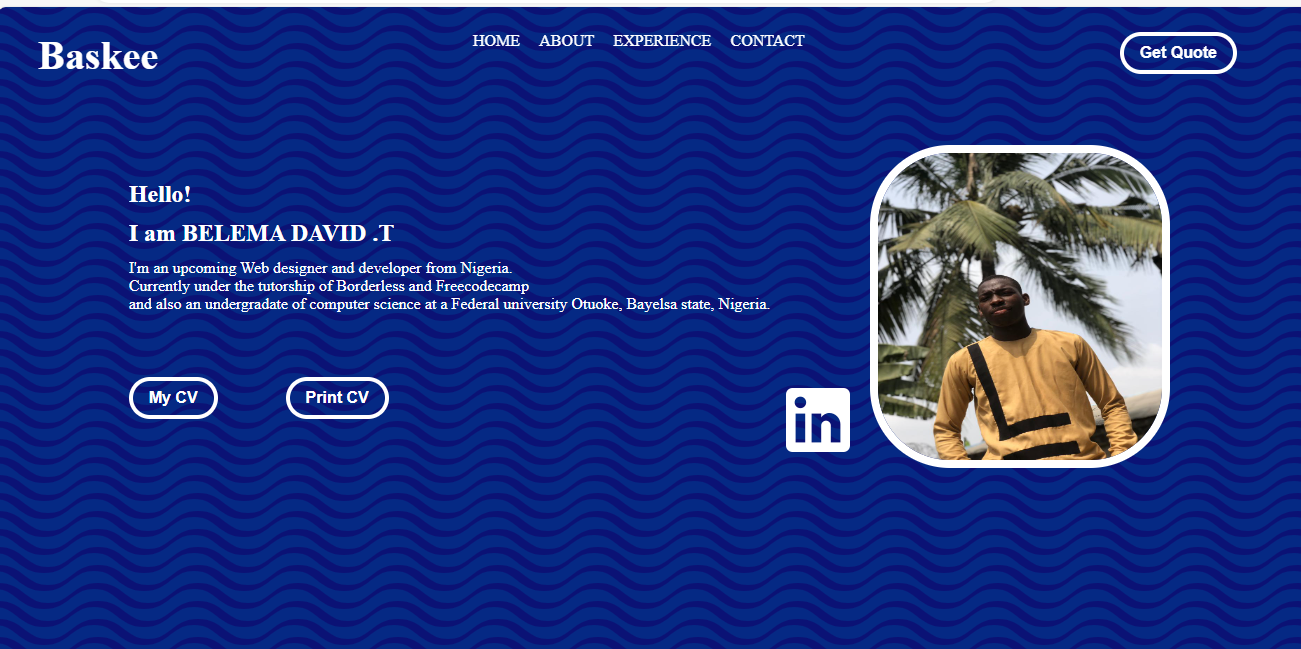 Baskee
HOME ABOUT EXPERIENCE CONTACT
Get Quote
Hello!
I am BELEMA DAVID .T
I'm an upcoming Web designer and developer from Nigeria.
Currently under the tutorship of Borderless and Freecodecamp
and also an undergradate of computer science at a Federal university Otuoke, Bayelsa state, Nigeria.
My CV
Print CV
in